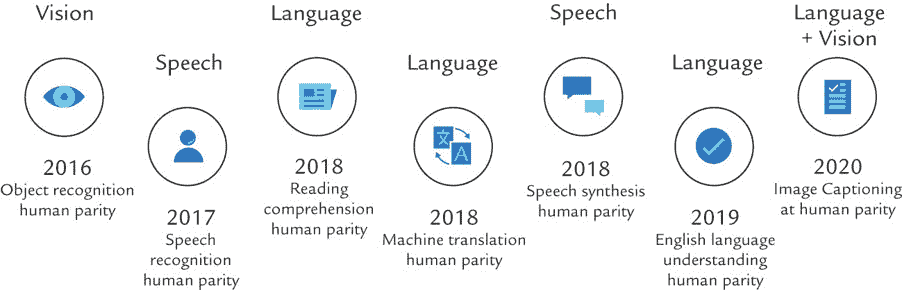 Vision
2016
Object recognition
human parity
Speech
2017
Speech
recognition
human parity
Language
2018
Reading
comprehension
human parity
Language
文
A
2018
Machine translation
human parity
Speech
2018
Speech synthesis
human parity
Language
2019
English language
understanding
human parity
Language
+ Vision
2020
Image Captioning
at human parity